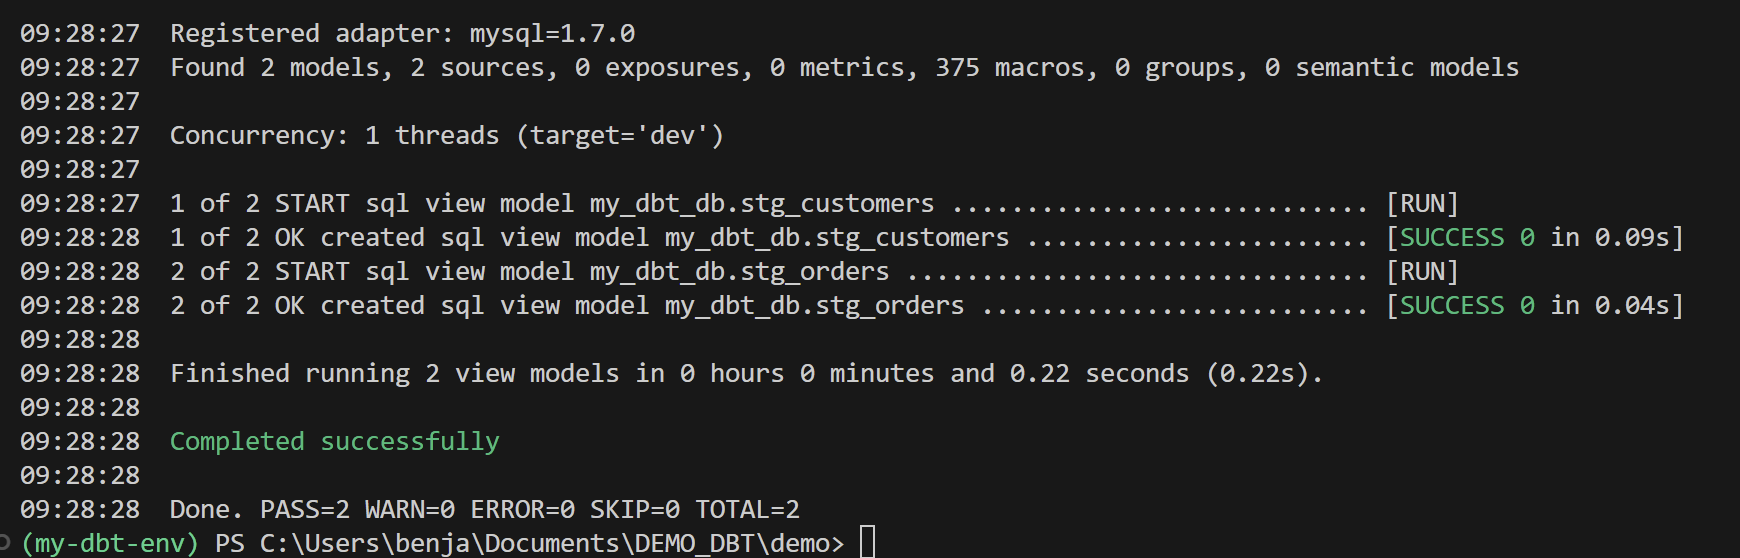 09:28:27  Registered adapter: mysql=1.7.0
09:28:27  Found 2 models, 2 sources, 0 exposures, 0 metrics, 375 macros, 0 groups, 0 semantic models
09:28:27
09:28:27  Concurrency: 1 threads (target='dev')
09:28:27
09:28:27  1 of 2 START sql view model my_dbt_db.stg_customers ............................ [RUN]
09:28:28  1 of 2 OK created sql view model my_dbt_db.stg_customers ....................... [SUCCESS 0 in 0.09s]
09:28:28  2 of 2 START sql view model my_dbt_db.stg_orders ............................... [RUN]
09:28:28  2 of 2 OK created sql view model my_dbt_db.stg_orders .......................... [SUCCESS 0 in 0.04s]
09:28:28
09:28:28  Finished running 2 view models in 0 hours 0 minutes and 0.22 seconds (0.22s).
09:28:28
09:28:28  Completed successfully
09:28:28
09:28:28  Done. PASS=2 WARN=0 ERROR=0 SKIP=0 TOTAL=2
(my-dbt-env) PS C:\Users\benja\Documents\DEMO_DBT\demo>